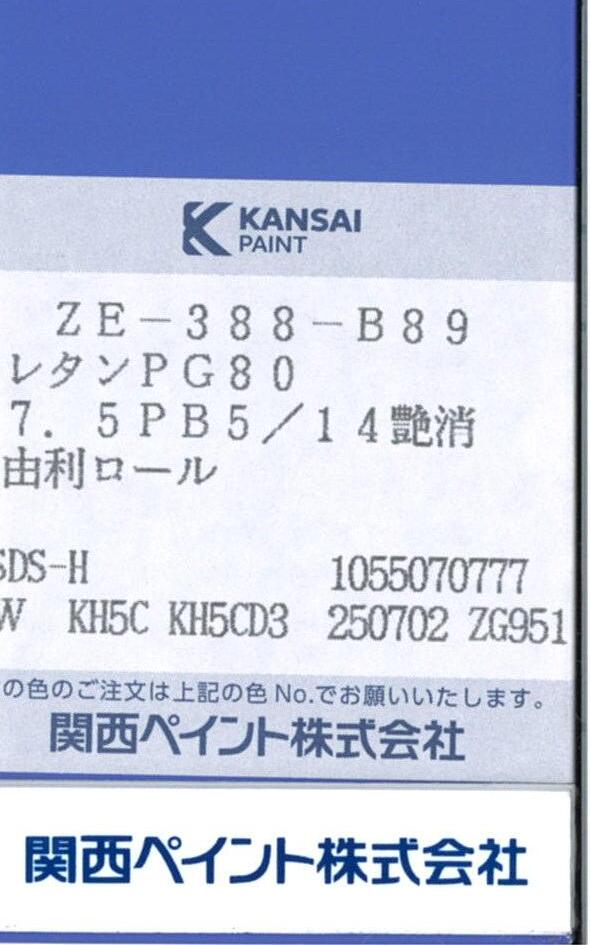 KANSAI
PAINT
ZE-388-B89
レタンPG80
7.5PB5/14艶消
由利ロール
SDS-H 1055070777
W KH5C KH5CD3 250702 ZG951
の色のご注文は上記の色No.でお願いいたします。
関西ペイント株式会社
関西ペイント株式会社